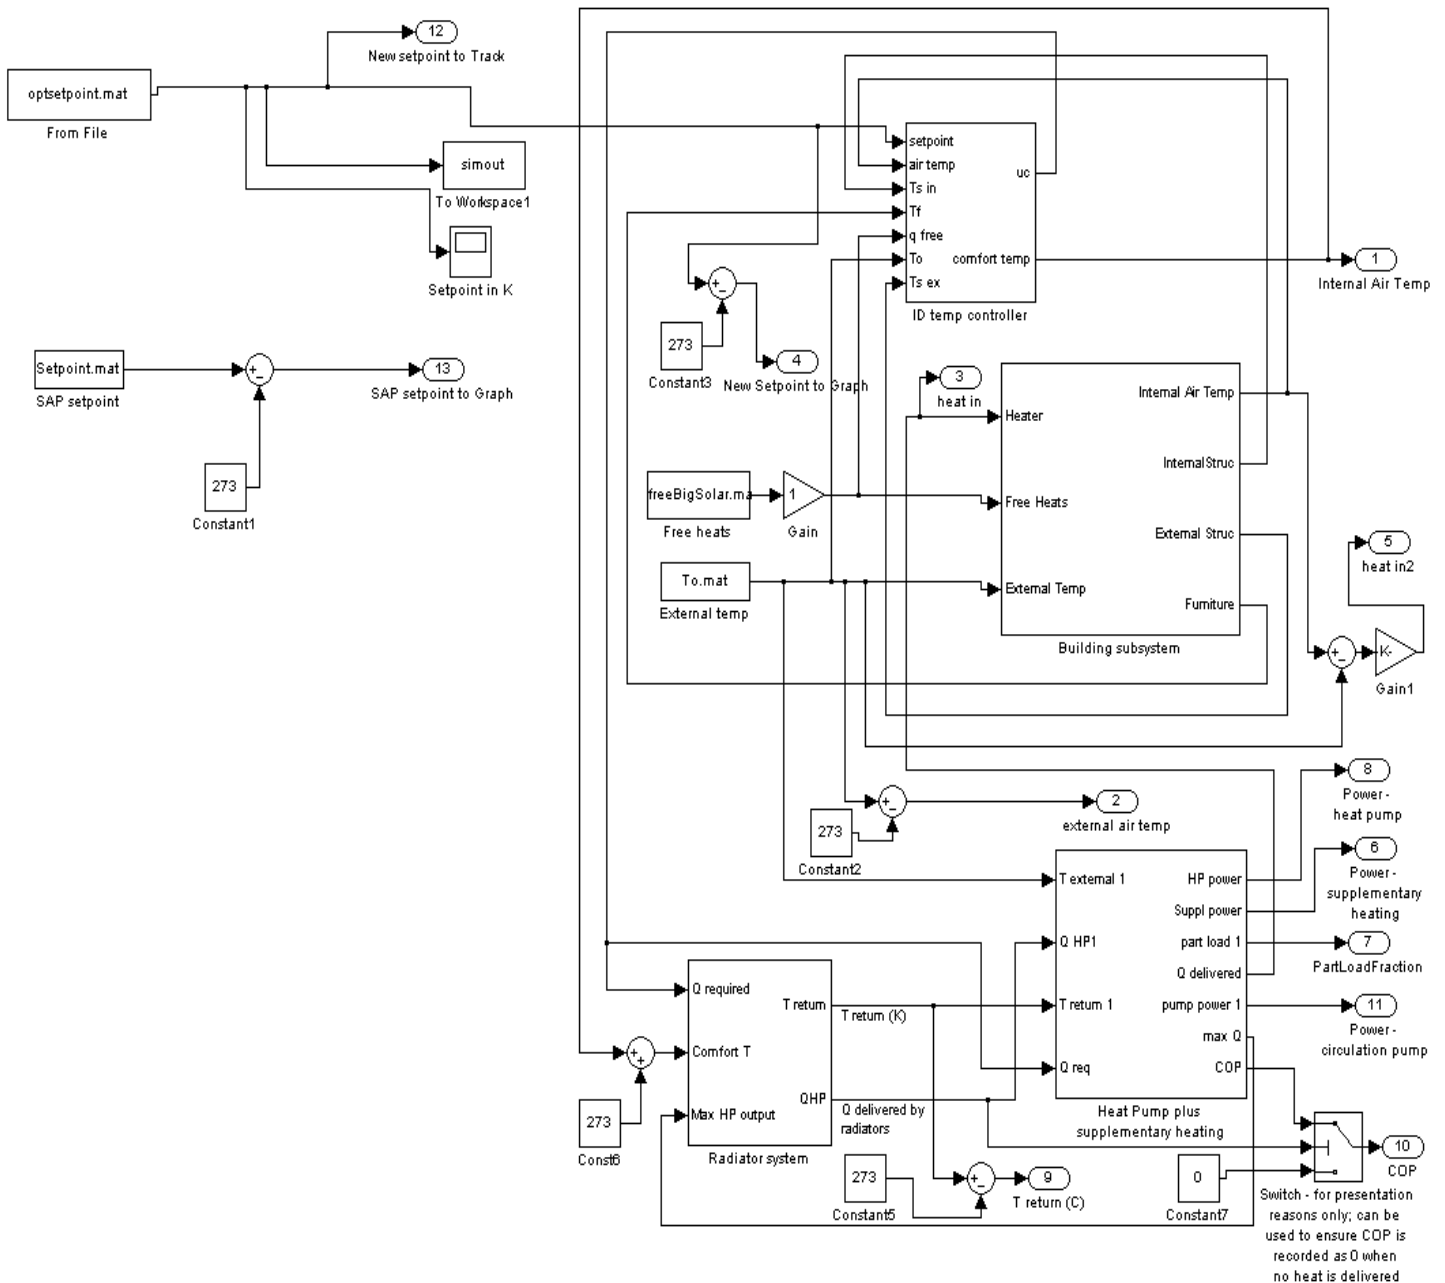 12
New setpoint to Track
optsetpoint.mat
From File
simout
To Workspace1
Setpoint in K
setpoint
air temp
Ts in
Tf
q free
To
Ts ex
uc
comfort temp
ID temp controller
1
Internal Air Temp
+
-
273
Constant3
4
New Setpoint to Graph
Setpoint.mat
SAP setpoint
+
-
13
SAP setpoint to Graph
273
Constant1
3
heat in
Heater
Free Heats
External Temp
Internal Air Temp
Internal Struc
External Struc
Furniture
Building subsystem
freeBigSolar.ma
Free heats
1
Gain
To.mat
External temp
5
heat in2
+
-
K-
Gain1
8
Power -
heat pump
+
-
2
external air temp
273
Constant2
6
Power -
supplementary
heating
T external 1
Q HP1
T return 1
Q req
HP power
Suppl power
part load 1
Q delivered
pump power 1
max Q
COP
Heat Pump plus
supplementary heating
7
PartLoadFraction
11
Power -
circulation pump
Q required
Comfort T
Max HP output
T return
QHP
Radiator system
T return (K)
Q delivered by
radiators
+
+
273
Const6
273
Constant5
+
-
9
T return (C)
0
Constant7
10
COP
Switch - for presentation
reasons only; can be
used to ensure COP is
recorded as 0 when
no heat is delivered